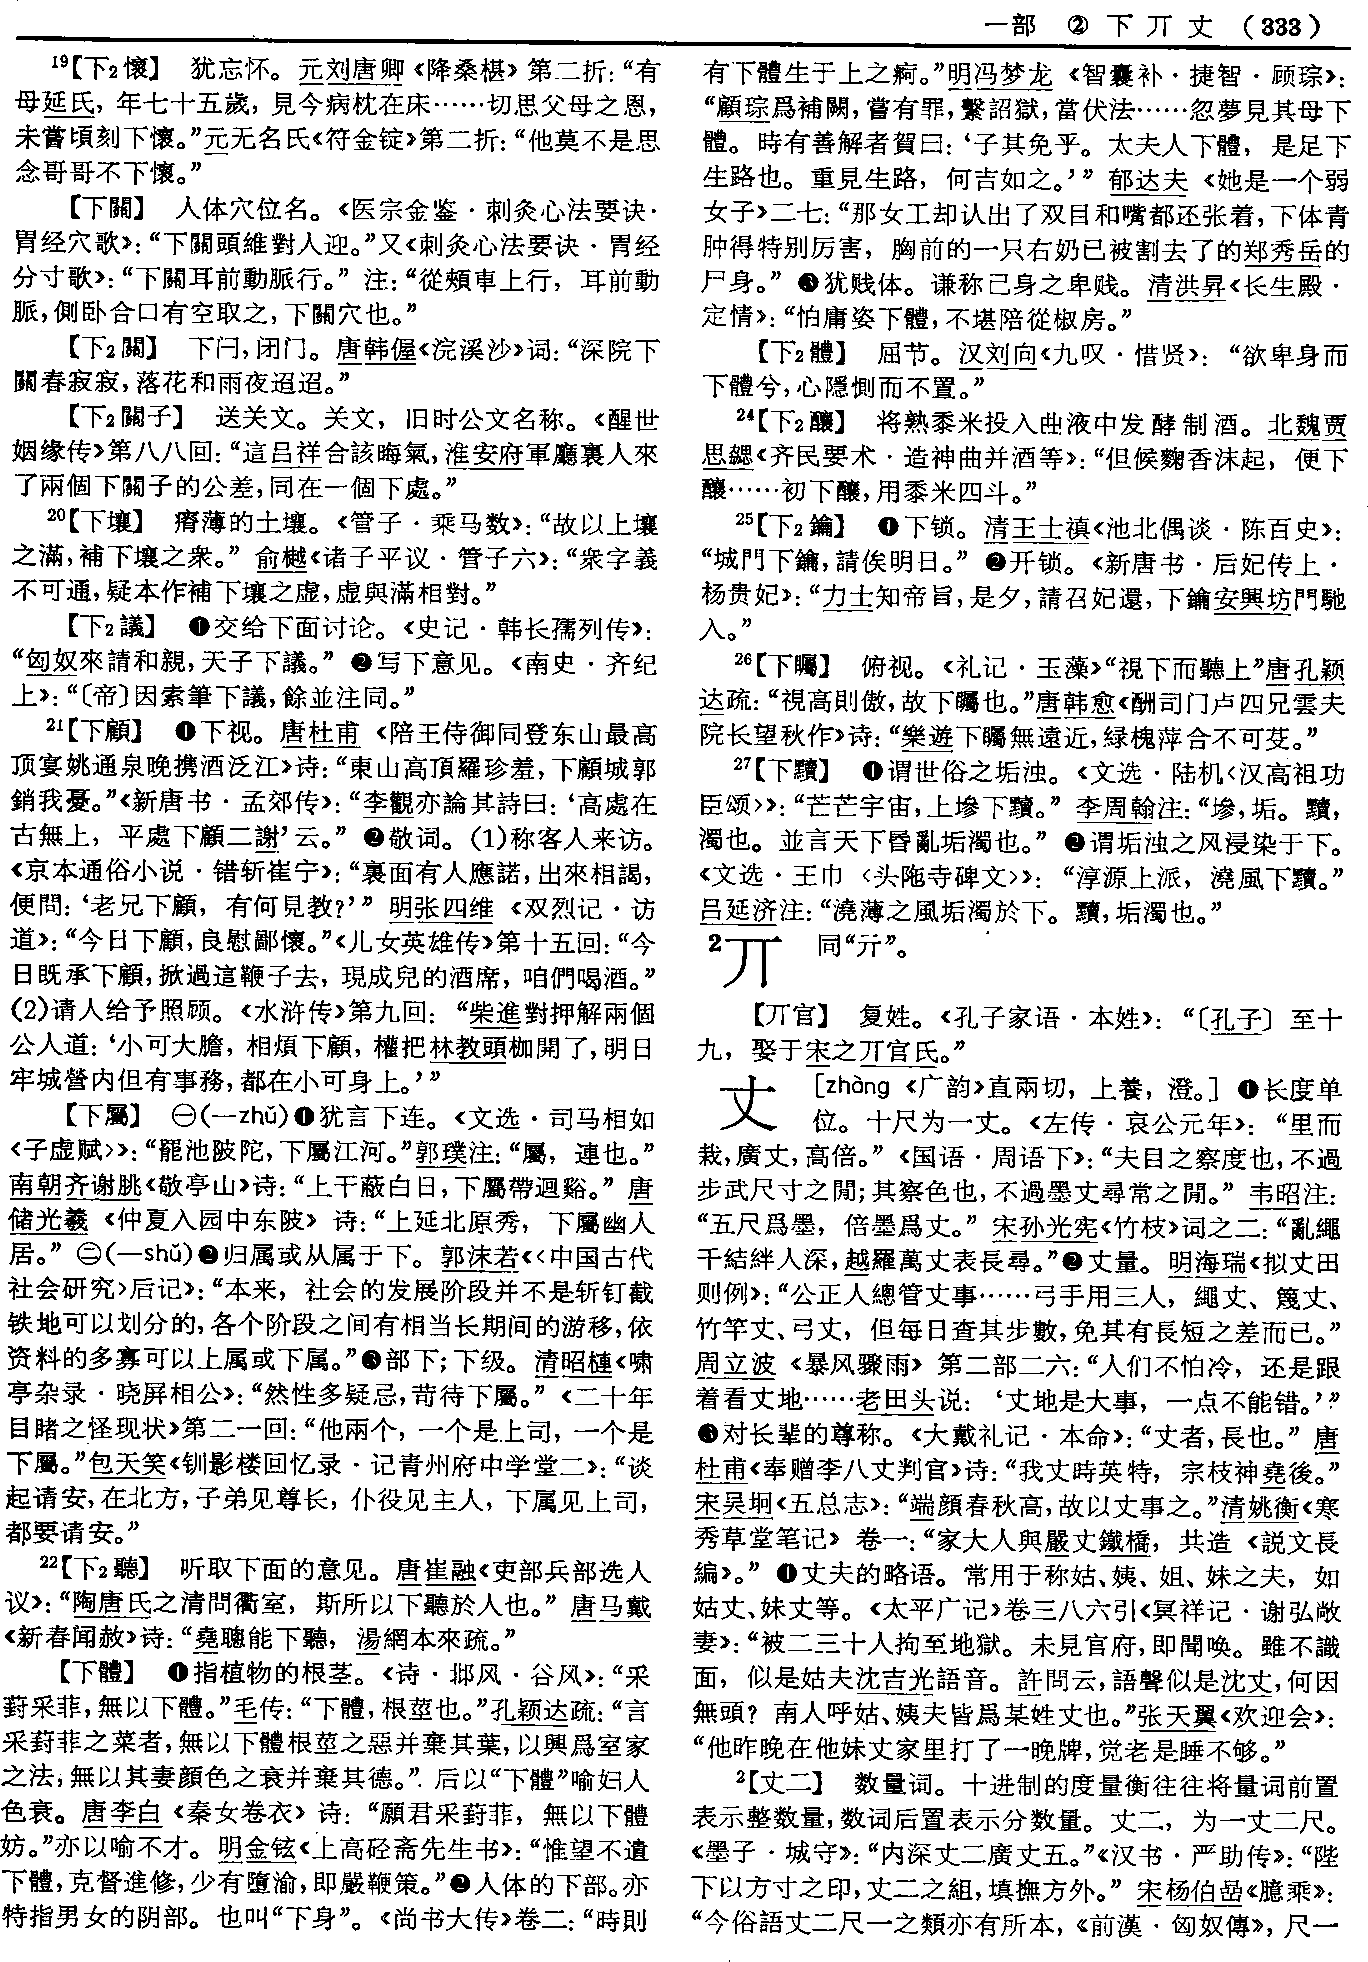 一部 ② 下丌丈（333）
¹⁹【下₂懷】 犹忘怀。元刘唐卿《降桑椹》第二折：“有
母延氏，年七十五歲，見今病枕在床……切思父母之恩，
未嘗頃刻下懷。”元无名氏《符金锭》第二折：“他莫不是思
念哥哥不下懷。”
【下關】 人体穴位名。《医宗金鉴·刺灸心法要诀·
胃经穴歌》：“下關頭維對人迎。”又《刺灸心法要诀·胃经
分寸歌》：“下關耳前動脈行。”注：“從頰車上行，耳前動
脈，側卧合口有空取之，下關穴也。”
【下₂關】 下闩，闭门。唐韩偓《浣溪沙》词：“深院下
關春寂寂，落花和雨夜迢迢。”
【下₂關子】 送关文。关文，旧时公文名称。《醒世
姻缘传》第八八回：“這吕祥合該晦氣，淮安府軍廳裏人來
了兩個下關子的公差，同在一個下處。”
²⁰【下壤】 瘠薄的土壤。《管子·乘马数》：“故以上壤
之滿，補下壤之衆。”俞樾《诸子平议·管子六》：“衆字義
不可通，疑本作補下壤之虚，虚與滿相對。”
【下₂議】 ❶交给下面讨论。《史记·韩长孺列传》：
“匈奴來請和親，天子下議。”❷写下意见。《南史·齐纪
上》：“〔帝〕因索筆下議，餘並注同。”
²¹【下顧】 ❶下视。唐杜甫《陪王侍御同登东山最高
顶宴姚通泉晚携酒泛江》诗：“東山高頂羅珍羞，下顧城郭
銷我憂。”《新唐书·孟郊传》：“李觀亦論其詩曰：‘高處在
古無上，平處下顧二謝’云。”❷敬词。(1)称客人来访。
《京本通俗小说·错斩崔宁》：“裏面有人應諾，出來相謁，
便問：‘老兄下顧，有何見教？’”明张四维《双烈记·访
道》：“今日下顧，良慰鄙懷。”《儿女英雄传》第十五回：“今
日既承下顧，掀過這鞭子去，現成兒的酒席，咱們喝酒。”
(2)请人给予照顾。《水浒传》第九回：“柴進對押解兩個
公人道：‘小可大膽，相煩下顧，權把林教頭枷開了，明日
牢城營内但有事務，都在小可身上。’”
【下屬】 ㊀(—zhǔ)❶犹言下连。《文选·司马相如
〈子虚赋〉》：“罷池陂陀，下屬江河。”郭璞注：“屬，連也。”
南朝齐谢朓《敬亭山》诗：“上干蔽白日，下屬帶迴谿。”唐
储光羲《仲夏入园中东陂》诗：“上延北原秀，下屬幽人
居。”㊁(—shǔ)❷归属或从属于下。郭沫若《〈中国古代
社会研究〉后记》：“本来，社会的发展阶段并不是斩钉截
铁地可以划分的，各个阶段之间有相当长期间的游移，依
资料的多寡可以上属或下属。”❸部下；下级。清昭槤《啸
亭杂录·晓屏相公》：“然性多疑忌，苛待下屬。”《二十年
目睹之怪现状》第二一回：“他兩个，一个是上司，一个是
下屬。”包天笑《钏影楼回忆录·记青州府中学堂二》：“谈
起请安，在北方，子弟见尊长，仆役见主人，下属见上司，
都要请安。”
²²【下₂聽】 听取下面的意见。唐崔融《吏部兵部选人
议》：“陶唐氏之清問衢室，斯所以下聽於人也。”唐马戴
《新春闻赦》诗：“堯聰能下聽，湯網本來疏。”
【下體】 ❶指植物的根茎。《诗·邶风·谷风》：“采
葑采菲，無以下體。”毛传：“下體，根莖也。”孔颖达疏：“言
采葑菲之菜者，無以下體根莖之惡并棄其葉，以興爲室家
之法，無以其妻顔色之衰并棄其德。”后以“下體”喻妇人
色衰。唐李白《秦女卷衣》诗：“願君采葑菲，無以下體
妨。”亦以喻不才。明金铉《上高硁斋先生书》：“惟望不遺
下體，克督進修，少有墮渝，即嚴鞭策。”❷人体的下部。亦
特指男女的阴部。也叫“下身”。《尚书大传》卷二：“時則
有下體生于上之痾。”明冯梦龙《智囊补·捷智·顾琮》：
“顧琮爲補闕，嘗有罪，繫詔獄，當伏法……忽夢見其母下
體。時有善解者賀曰：‘子其免乎。太夫人下體，是足下
生路也。重見生路，何吉如之。’”郁达夫《她是一个弱
女子》二七：“那女工却认出了双目和嘴都还张着，下体青
肿得特别厉害，胸前的一只右奶已被割去了的郑秀岳的
尸身。”❸犹贱体。谦称己身之卑贱。清洪昇《长生殿·
定情》：“怕庸姿下體，不堪陪從椒房。”
【下₂體】 屈节。汉刘向《九叹·惜贤》：“欲卑身而
下體兮，心隱惻而不置。”
²⁴【下₂釀】 将熟黍米投入曲液中发酵制酒。北魏贾
思勰《齐民要术·造神曲并酒等》：“但候麴香沫起，便下
釀……初下釀，用黍米四斗。”
²⁵【下₂鑰】 ❶下锁。清王士禛《池北偶谈·陈百史》：
“城門下鑰，請俟明日。”❷开锁。《新唐书·后妃传上·
杨贵妃》：“力士知帝旨，是夕，請召妃還，下鑰安興坊門馳
入。”
²⁶【下矚】 俯视。《礼记·玉藻》“視下而聽上”唐孔颖
达疏：“視高則傲，故下矚也。”唐韩愈《酬司门卢四兄雲夫
院长望秋作》诗：“樂遊下矚無遠近，緑槐萍合不可芟。”
²⁷【下黷】 ❶谓世俗之垢浊。《文选·陆机〈汉高祖功
臣颂〉》：“芒芒宇宙，上墋下黷。”李周翰注：“墋，垢。黷，
濁也。並言天下昏亂垢濁也。”❷谓垢浊之风浸染于下。
《文选·王巾〈头陁寺碑文〉》：“淳源上派，澆風下黷。”
吕延济注：“澆薄之風垢濁於下。黷，垢濁也。”
²丌 同“亓”。
【丌官】 复姓。《孔子家语·本姓》：“〔孔子〕至十
九，娶于宋之丌官氏。”
丈 [zhàng《广韵》直兩切，上養，澄。]❶长度单
位。十尺为一丈。《左传·哀公元年》：“里而
栽，廣丈，高倍。”《国语·周语下》：“夫目之察度也，不過
步武尺寸之間；其察色也，不過墨丈尋常之間。”韦昭注：
“五尺爲墨，倍墨爲丈。”宋孙光宪《竹枝》词之二：“亂繩
千結絆人深，越羅萬丈表長尋。”❷丈量。明海瑞《拟丈田
则例》：“公正人總管丈事……弓手用三人，繩丈、篾丈、
竹竿丈、弓丈，但每日查其步數，免其有長短之差而已。”
周立波《暴风骤雨》第二部二六：“人们不怕冷，还是跟
着看丈地……老田头说：‘丈地是大事，一点不能错。’”
❸对长辈的尊称。《大戴礼记·本命》：“丈者，長也。”唐
杜甫《奉赠李八丈判官》诗：“我丈時英特，宗枝神堯後。”
宋吴坰《五总志》：“端顔春秋高，故以丈事之。”清姚衡《寒
秀草堂笔记》卷一：“家大人與嚴丈鐵橋，共造《説文長
編》。”❹丈夫的略语。常用于称姑、姨、姐、妹之夫，如
姑丈、妹丈等。《太平广记》卷三八六引《冥祥记·谢弘敞
妻》：“被二三十人拘至地獄。未見官府，即聞唤。雖不識
面，似是姑夫沈吉光語音。許問云，語聲似是沈丈，何因
無頭？南人呼姑、姨夫皆爲某姓丈也。”张天翼《欢迎会》：
“他昨晚在他妹丈家里打了一晚牌，觉老是睡不够。”
²【丈二】 数量词。十进制的度量衡往往将量词前置
表示整数量，数词后置表示分数量。丈二，为一丈二尺。
《墨子·城守》：“内深丈二廣丈五。”《汉书·严助传》：“陛
下以方寸之印，丈二之組，填撫方外。”宋杨伯嵒《臆乘》：
“今俗語丈二尺一之類亦有所本，《前漢·匈奴傳》，尺一